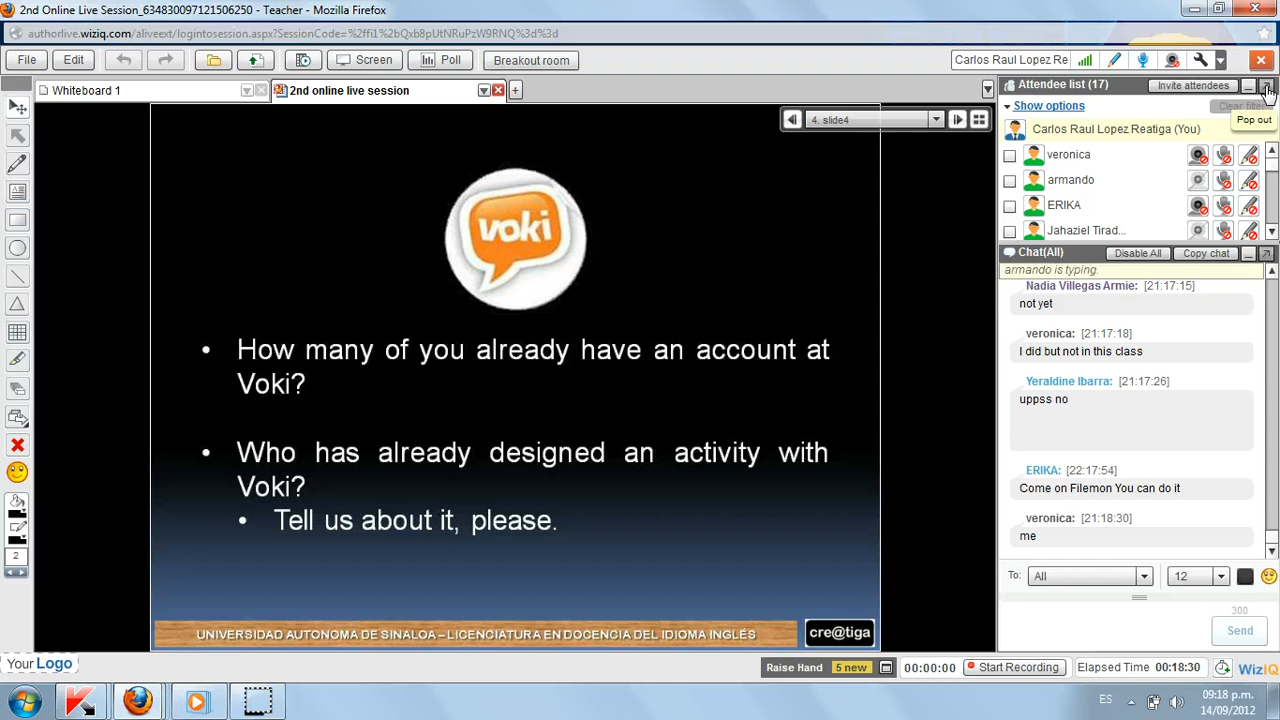 2nd Online Live Session_634830097121506250 - Teacher - Mozilla Firefox
authorlive.wiziq.com/aliveext/logintosession.aspx?SessionCode=%2ffi1%2bQxb8pUtNRuPzW9RNQ%3d%3d
File Edit Screen Poll Breakout room Carlos Raul Lopez Re
Whiteboard 1 2nd online live session
4. slide4
voki
• How many of you already have an account at
Voki?
• Who has already designed an activity with
Voki?
• Tell us about it, please.
UNIVERSIDAD AUTONOMA DE SINALOA – LICENCIATURA EN DOCENCIA DEL IDIOMA INGLÉS
cre@tiga
2
Attendee list (17) Invite attendees
Show options Clear filter
Pop out
Carlos Raul Lopez Reatiga (You)
veronica
armando
ERIKA
Jahaziel Tirad...
Chat(All) Disable All Copy chat
armando is typing.
Nadia Villegas Armie: [21:17:15]
not yet
veronica: [21:17:18]
I did but not in this class
Yeraldine Ibarra: [21:17:26]
uppss no
ERIKA: [22:17:54]
Come on Filemon You can do it
veronica: [21:18:30]
me
To: All 12
300
Send
Your Logo
Raise Hand 5 new 00:00:00 Start Recording Elapsed Time 00:18:30 WizIQ
ES 09:18 p.m.
14/09/2012